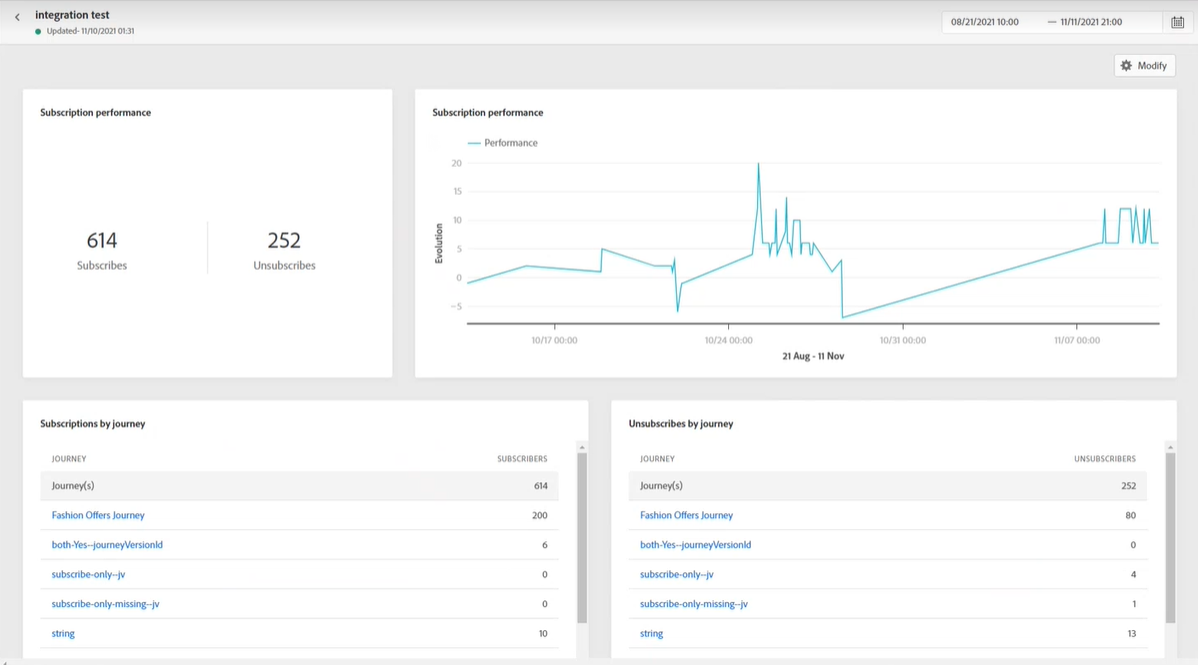 integration test
Updated- 11/10/2021 01:31
08/21/2021 10:00 — 11/11/2021 21:00
Modify
Subscription performance
614
Subscribes
252
Unsubscribes
Subscription performance
Performance
Evolution
20
15
10
5
0
−5
10/17 00:00 10/24 00:00 10/31 00:00 11/07 00:00
21 Aug - 11 Nov
Subscriptions by journey
JOURNEY SUBSCRIBERS
Journey(s) 614
Fashion Offers Journey 200
both-Yes--journeyVersionId 6
subscribe-only--jv 0
subscribe-only-missing--jv 0
string 10
Unsubscribes by journey
JOURNEY UNSUBSCRIBERS
Journey(s) 252
Fashion Offers Journey 80
both-Yes--journeyVersionId 0
subscribe-only--jv 4
subscribe-only-missing--jv 1
string 13